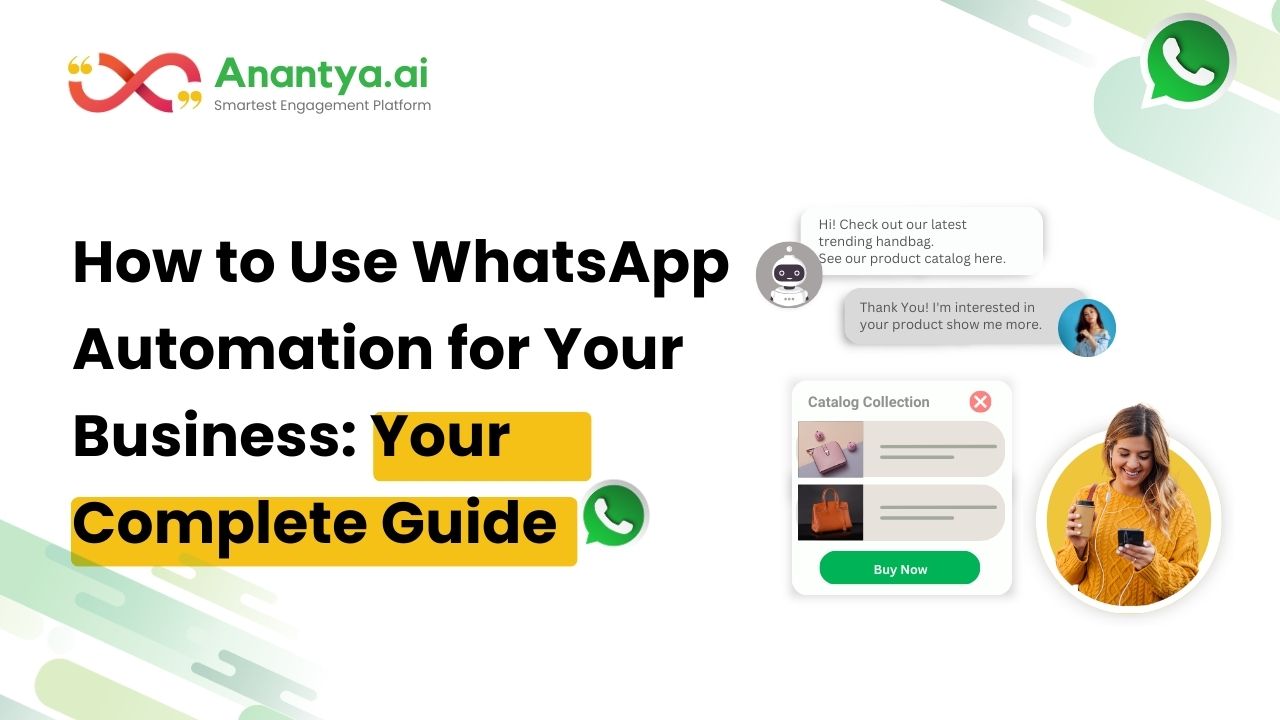 Anantya.ai
Smartest Engagement Platform
How to Use WhatsApp
Automation for Your
Business: Your
Complete Guide
Hi! Check out our latest
trending handbag.
See our product catalog here.
Thank You! I'm interested in
your product show me more.
Catalog Collection
Buy Now